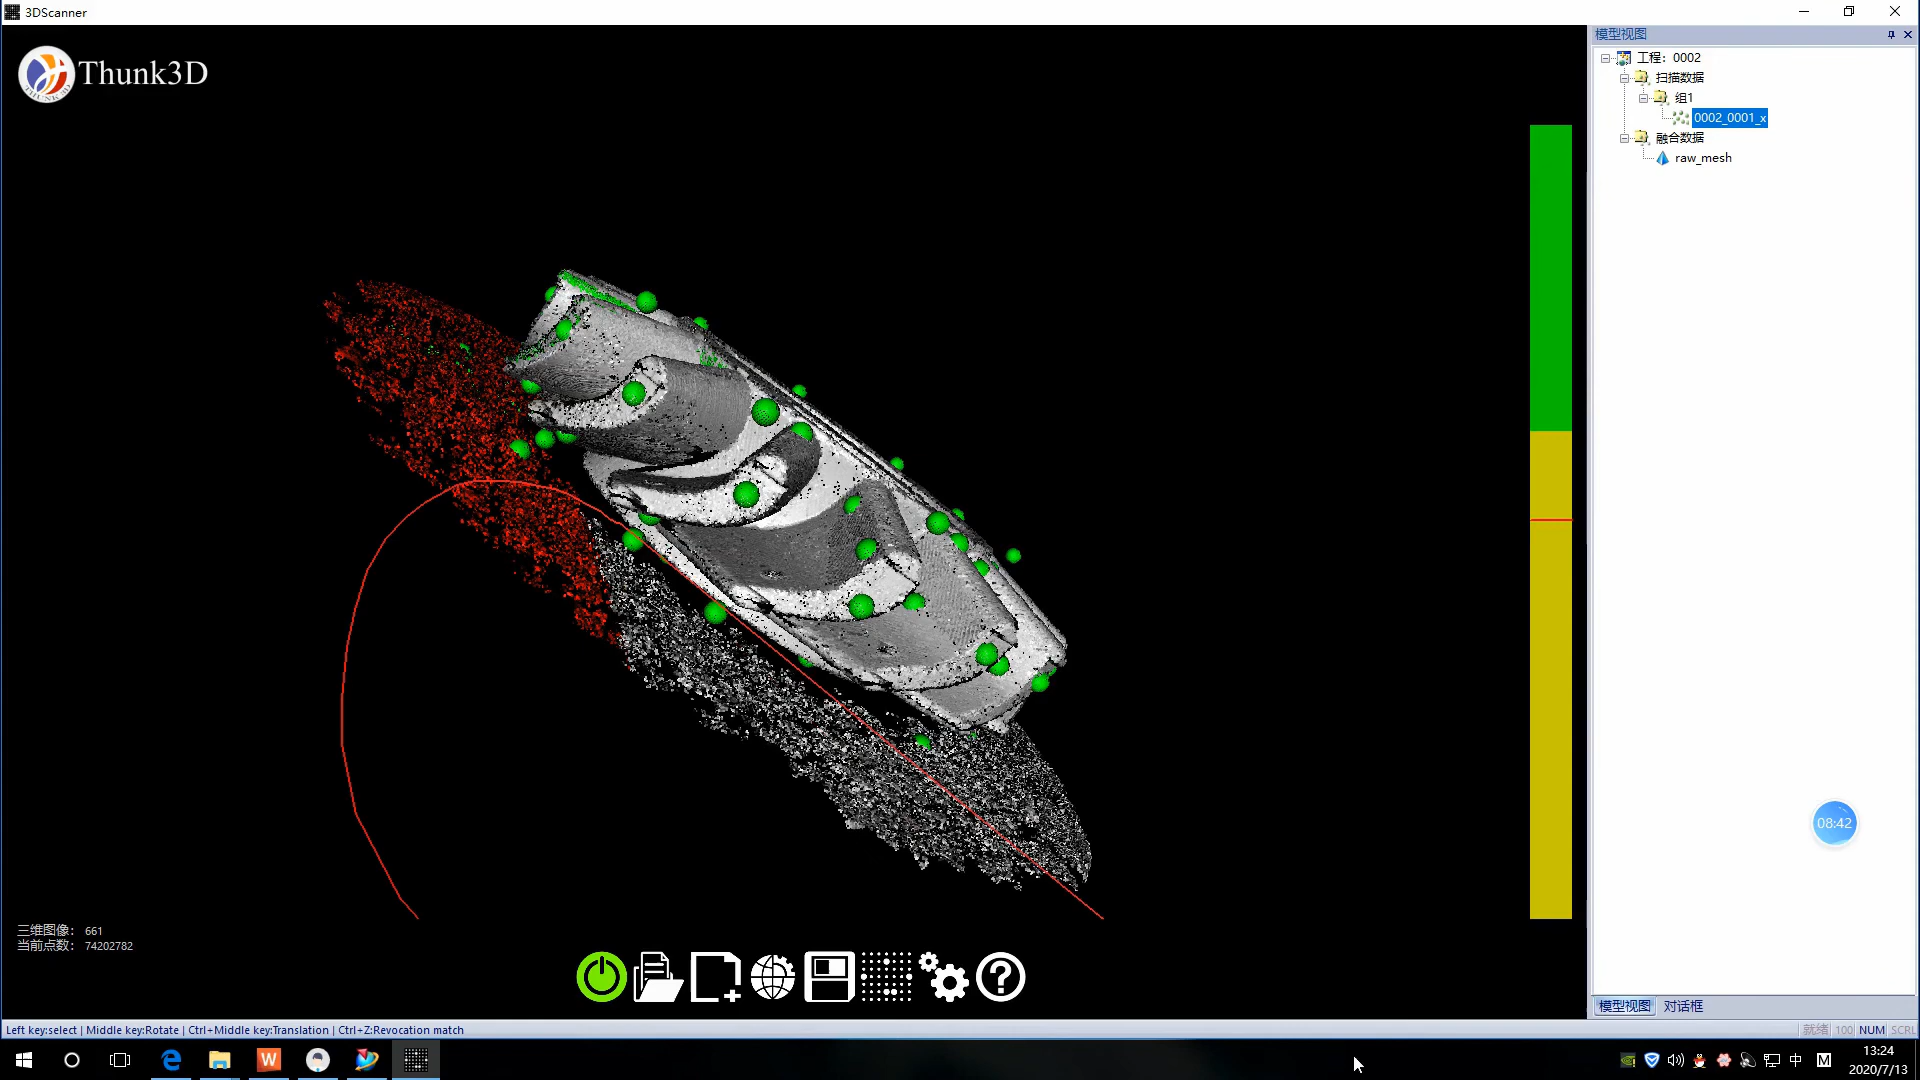 3DScanner
Thunk3D
模型视图
工程：0002
扫描数据
组1
0002_0001_x
融合数据
raw_mesh
08:42
三维图像： 661
当前点数： 74202782
模型视图 对话框
Left key:select | Middle key:Rotate | Ctrl+Middle key:Translation | Ctrl+Z:Revocation match
就绪 100 NUM SCRL
中 M
13:24
2020/7/13